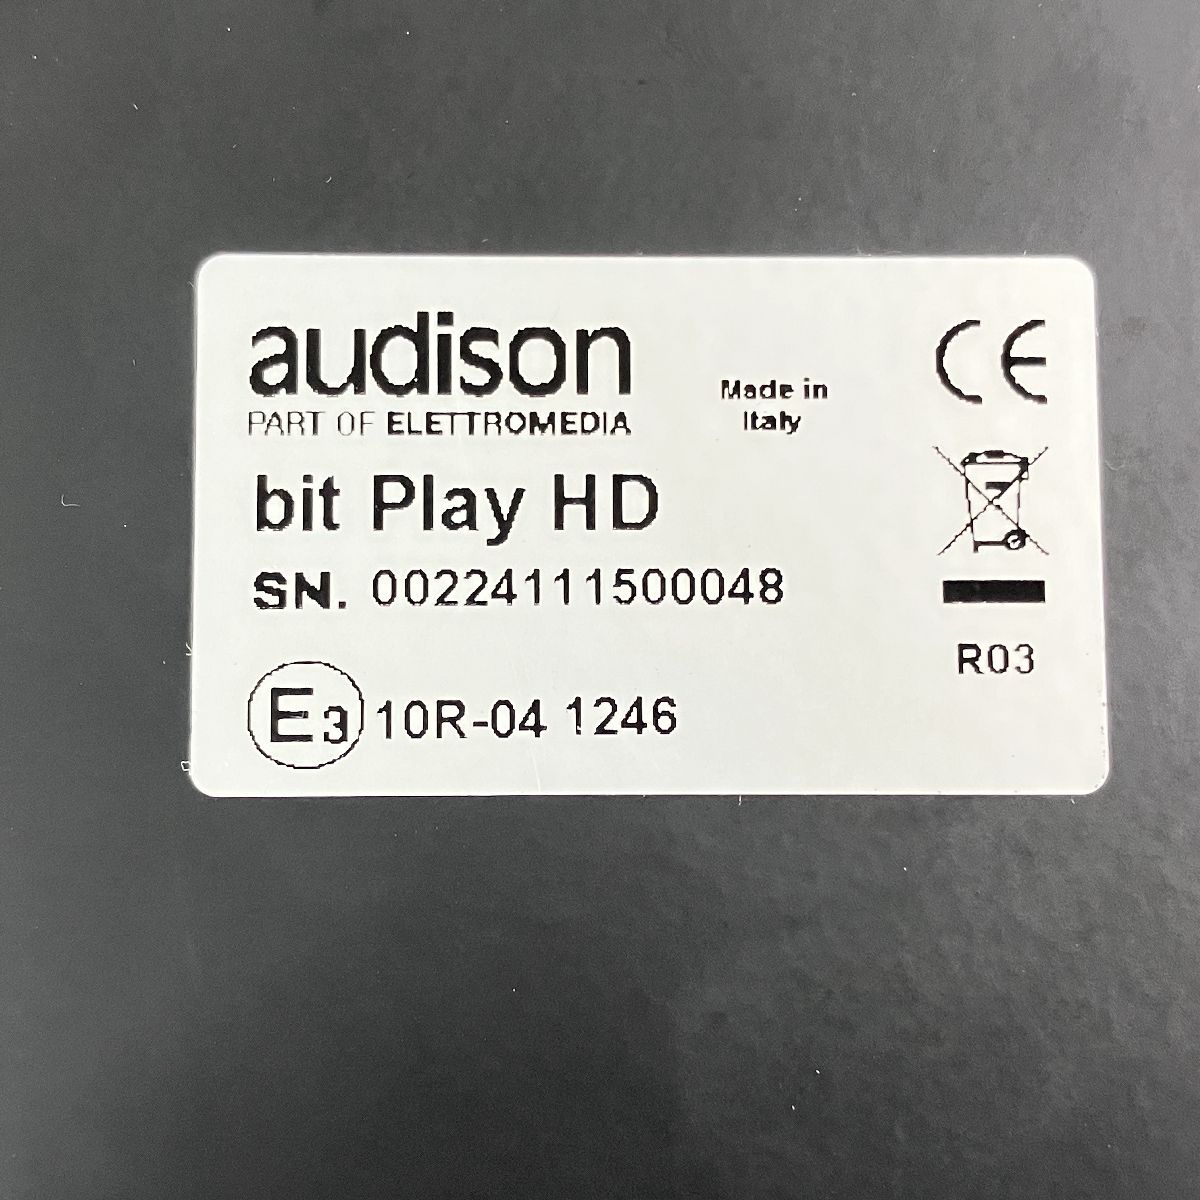 audison
PART OF ELETTROMEDIA
Made in
Italy
CE
bit Play HD
SN. 00224111500048
R03
E3 10R-04 1246